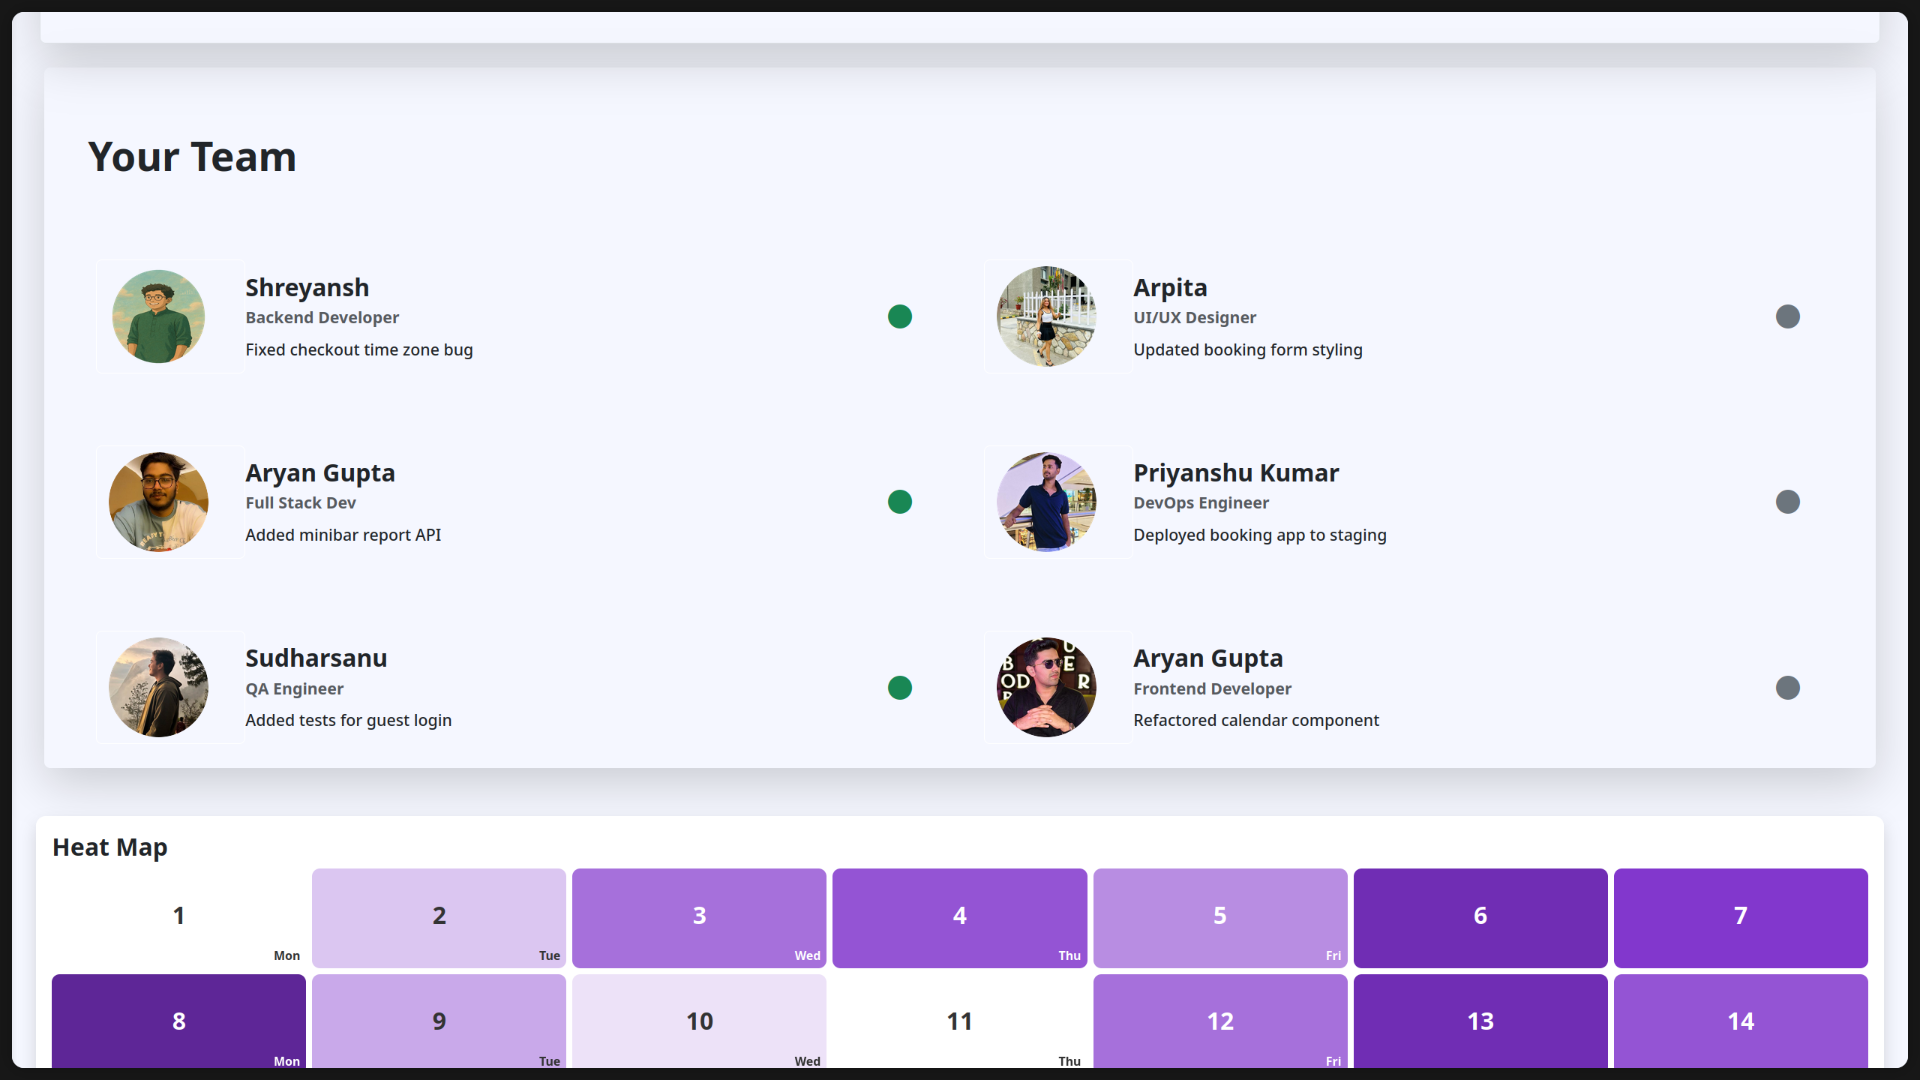 Your Team
Shreyansh
Backend Developer
Fixed checkout time zone bug
Arpita
UI/UX Designer
Updated booking form styling
Aryan Gupta
Full Stack Dev
Added minibar report API
Priyanshu Kumar
DevOps Engineer
Deployed booking app to staging
Sudharsanu
QA Engineer
Added tests for guest login
Aryan Gupta
Frontend Developer
Refactored calendar component
Heat Map
1 2 3 4 5 6 7
Mon Tue Wed Thu Fri
8 9 10 11 12 13 14
Mon Tue Wed Thu Fri